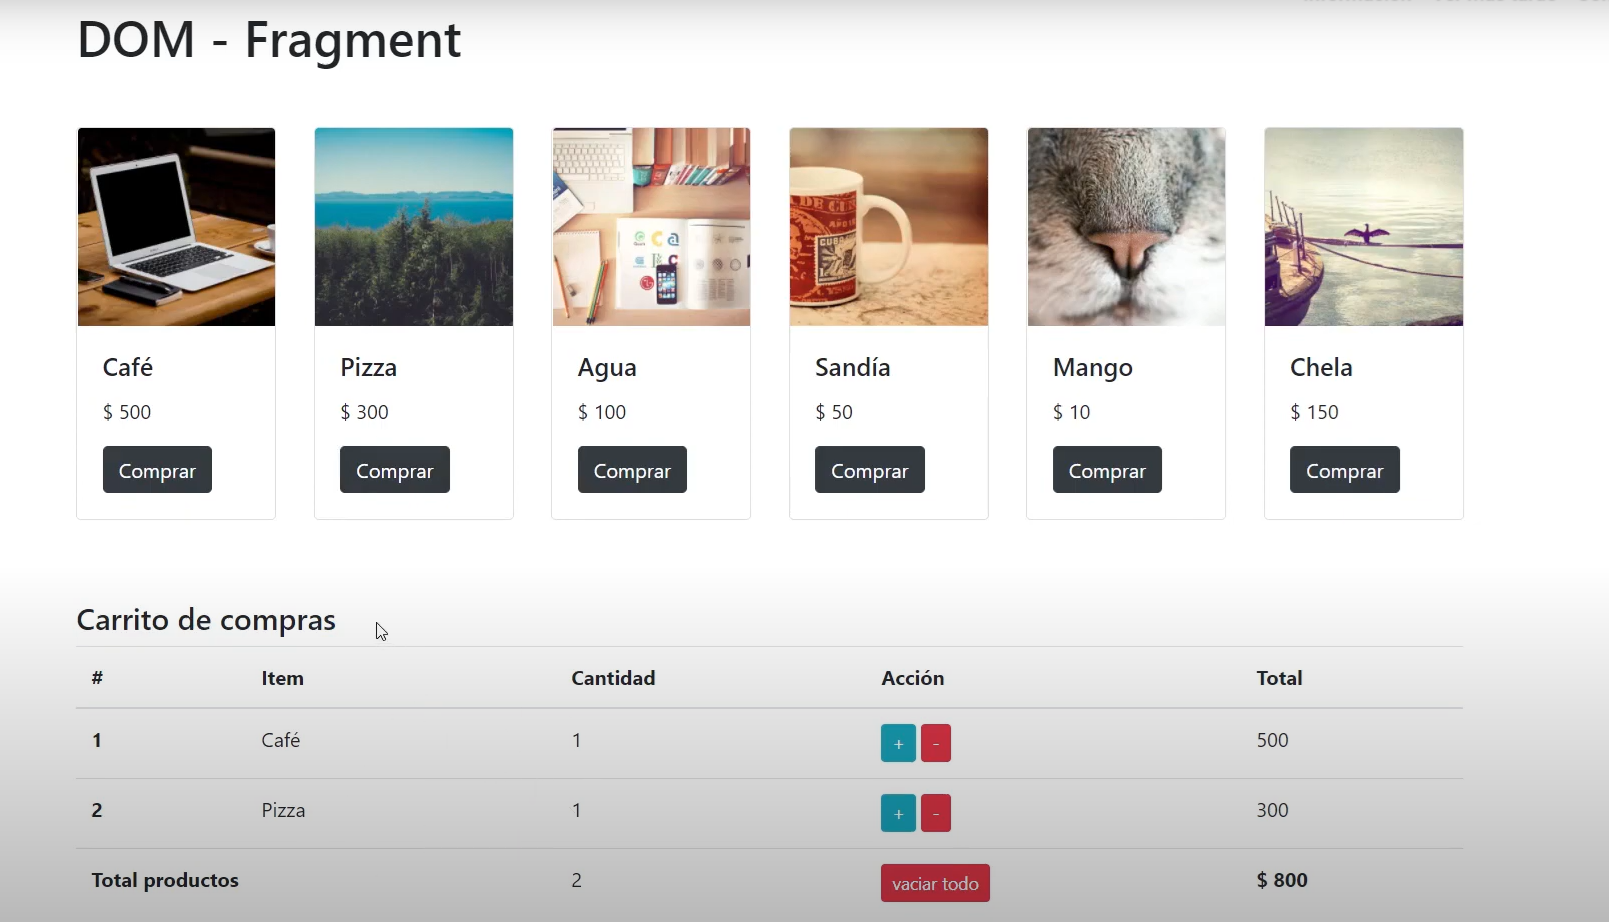 DOM - Fragment
Café Pizza Agua Sandía Mango Chela
$ 500 $ 300 $ 100 $ 50 $ 10 $ 150
Comprar Comprar Comprar Comprar Comprar Comprar
Carrito de compras
# Item Cantidad Acción Total
1 Café 1 + - 500
2 Pizza 1 + - 300
Total productos 2 vaciar todo $ 800